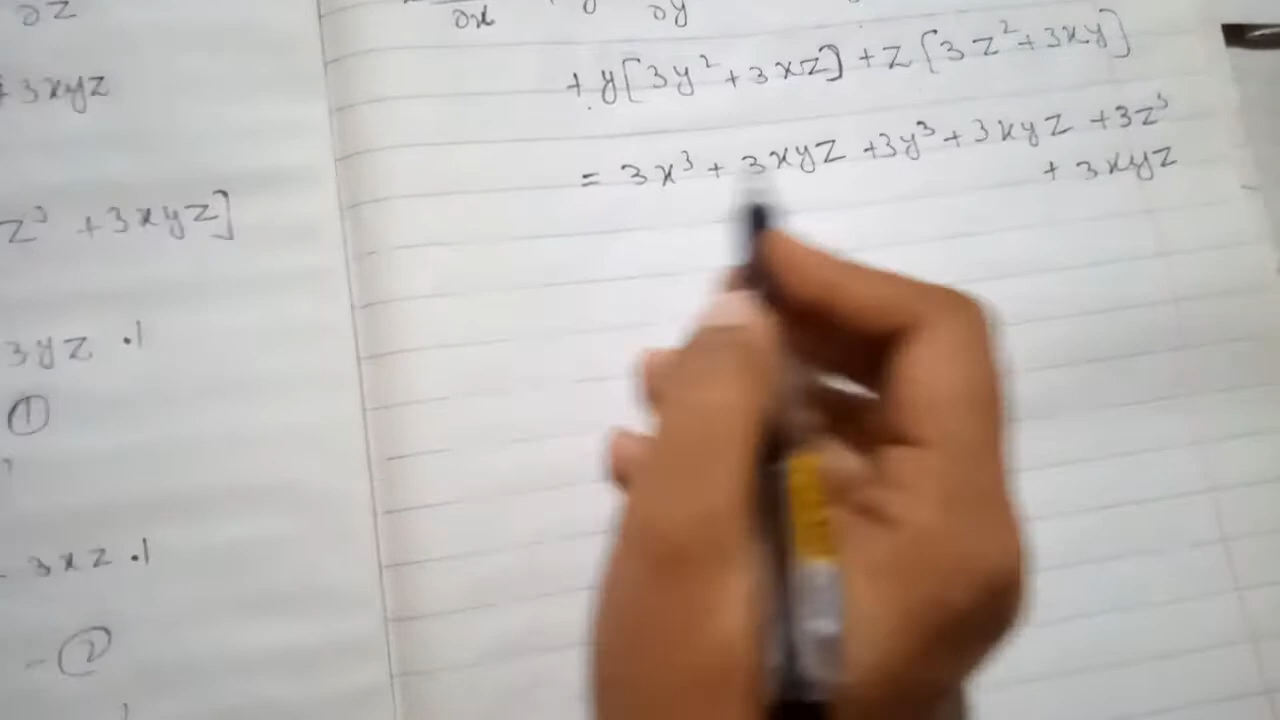 ∂z
+ 3xyz
z³ + 3xyz]
3yz .1
①
3xz .1
- ②
∂x ∂y
+ y[3y² + 3xz] + z[3z² + 3xy]
= 3x³ + 3xyz + 3y³ + 3xyz + 3z³
+ 3xyz